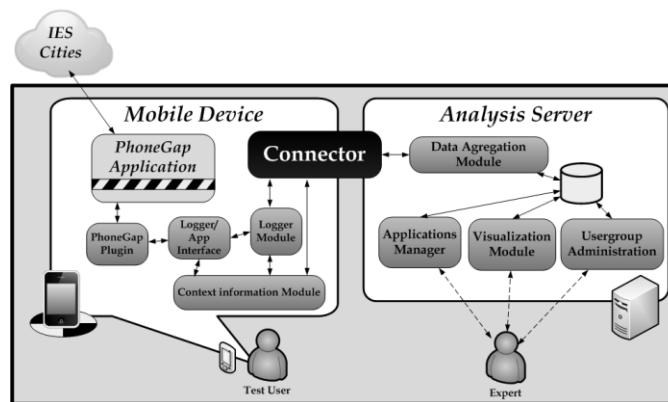 IES
Cities
Mobile Device
Analysis Server
PhoneGap
Application
Connector
Data Agregation
Module
PhoneGap
Plugin
Logger/
App
Interface
Logger
Module
Applications
Manager
Visualization
Module
Usergroup
Administration
Context information Module
Test User
Expert